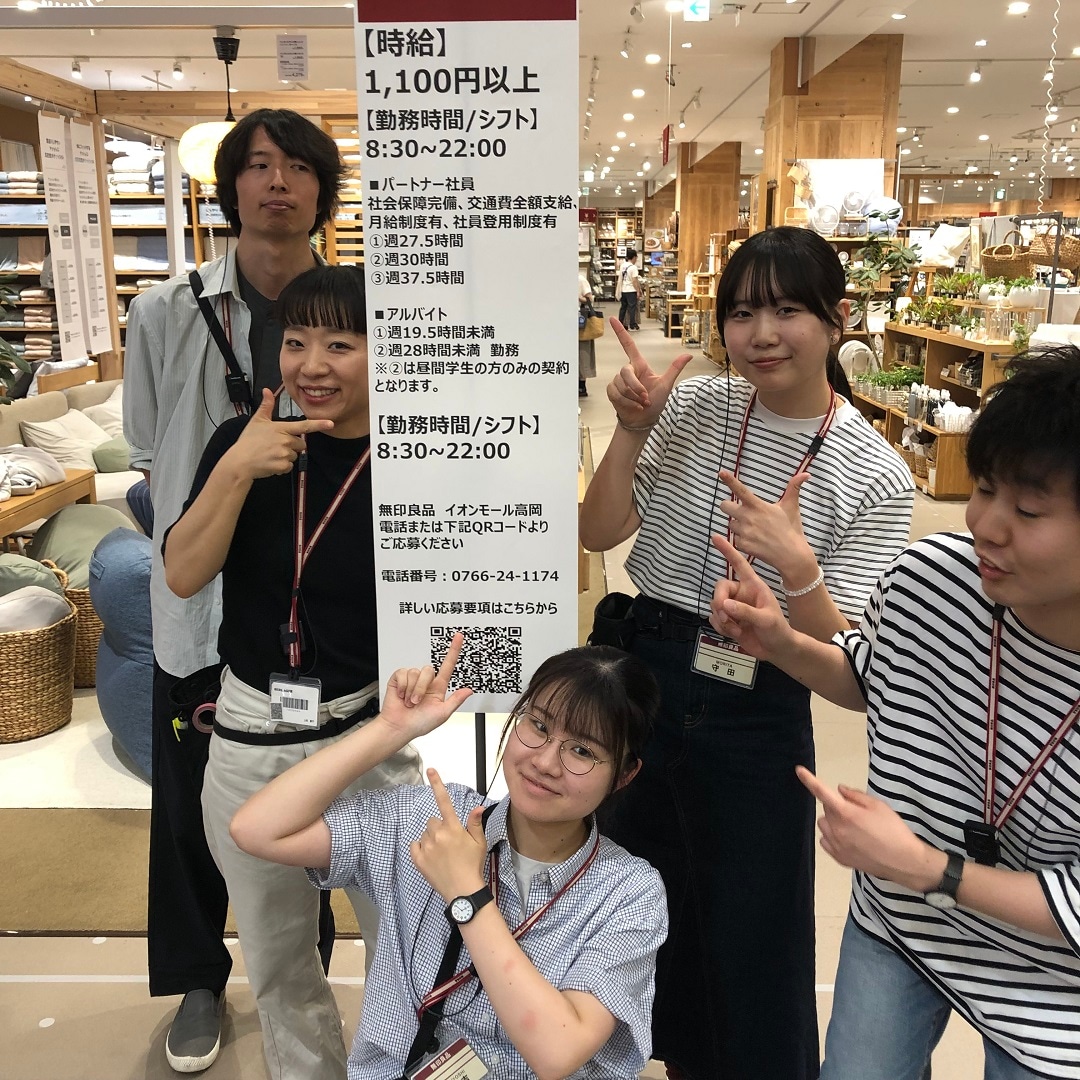 【時給】
1,100円以上
【勤務時間/シフト】
8:30~22:00
■パートナー社員
社会保障完備、交通費全額支給、
月給制度有、社員登用制度有
①週27.5時間
②週30時間
③週37.5時間
■アルバイト
①週19.5時間未満
②週28時間未満 勤務
※②は昼間学生の方のみの契約
となります。
【勤務時間/シフト】
8:30~22:00
無印良品 イオンモール高岡
電話または下記QRコードより
ご応募ください
電話番号：0766-24-1174
詳しい応募要項はこちらから
無印良品
MORITA
守田
無印良品